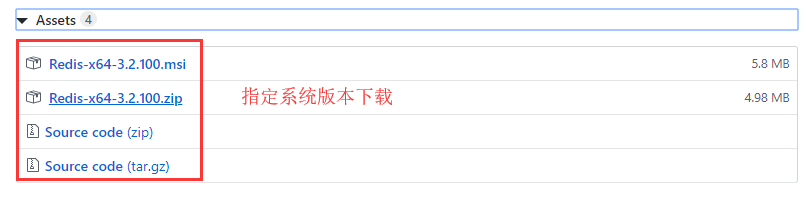 Assets 4
Redis-x64-3.2.100.msi 5.8 MB
Redis-x64-3.2.100.zip 指定系统版本下载 4.98 MB
Source code (zip)
Source code (tar.gz)